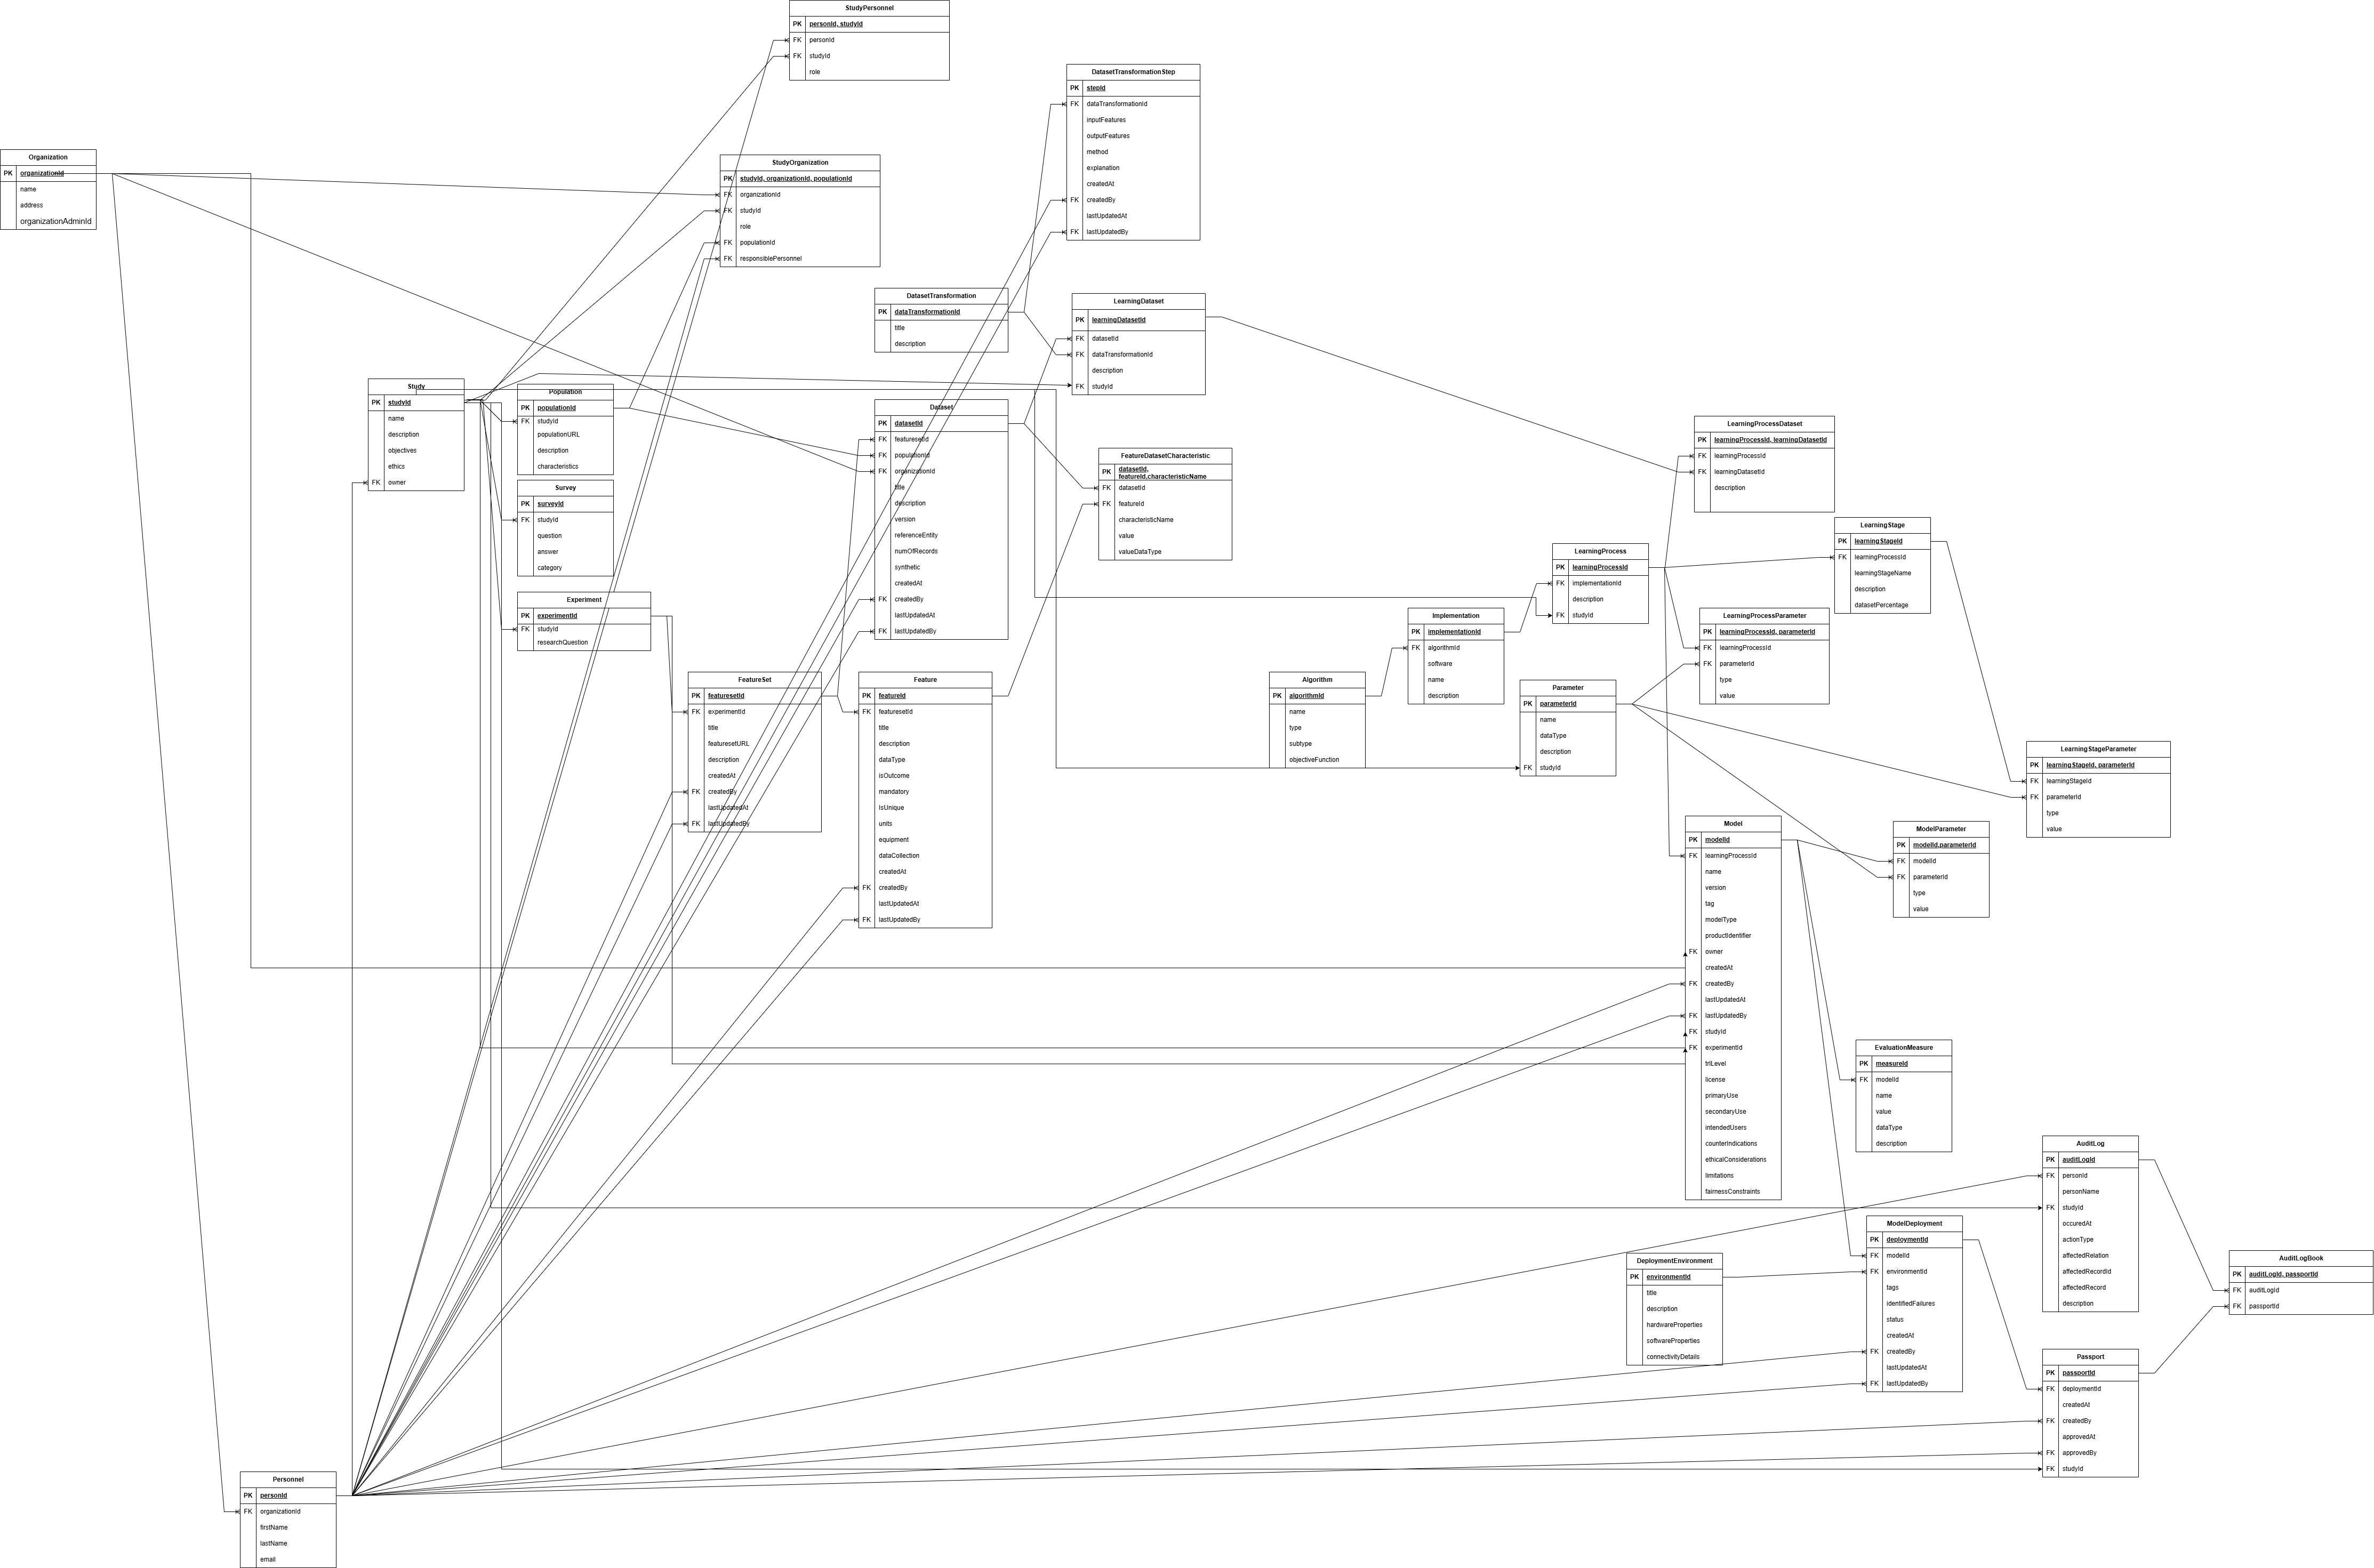 StudyPersonnel
PK personId, studyId
FK personId
FK studyId
role
DatasetTransformationStep
PK stepId
FK dataTransformationId
inputFeatures
outputFeatures
method
explanation
createdAt
FK createdBy
lastUpdatedAt
FK lastUpdatedBy
Organization
PK organizationId
name
address
organizationAdminId
StudyOrganization
PK studyId, organizationId, populationId
FK organizationId
FK studyId
role
FK populationId
FK responsiblePersonnel
DatasetTransformation
PK dataTransformationId
title
description
LearningDataset
PK learningDatasetId
FK datasetId
FK dataTransformationId
description
FK studyId
Study
PK studyId
name
description
objectives
ethics
FK owner
Population
PK populationId
FK studyId
populationURL
description
characteristics
Survey
PK surveyId
FK studyId
question
answer
category
Experiment
PK experimentId
FK studyId
researchQuestion
Dataset
PK datasetId
FK featuresetId
FK populationId
FK organizationId
title
description
version
referenceEntity
numOfRecords
synthetic
createdAt
FK createdBy
lastUpdatedAt
FK lastUpdatedBy
FeatureDatasetCharacteristic
PK datasetId,
featureId,characteristicName
FK datasetId
FK featureId
characteristicName
value
valueDataType
FeatureSet
PK featuresetId
FK experimentId
title
featuresetURL
description
createdAt
FK createdBy
lastUpdatedAt
FK lastUpdatedBy
Feature
PK featureId
FK featuresetId
title
description
dataType
isOutcome
mandatory
IsUnique
units
equipment
dataCollection
createdAt
FK createdBy
lastUpdatedAt
FK lastUpdatedBy
Algorithm
PK algorithmId
name
type
subtype
objectiveFunction
Implementation
PK implementationId
FK algorithmId
software
name
description
LearningProcess
PK learningProcessId
FK implementationId
description
FK studyId
Parameter
PK parameterId
name
dataType
description
FK studyId
LearningProcessDataset
PK learningProcessId, learningDatasetId
FK learningProcessId
FK learningDatasetId
description
LearningStage
PK learningStageId
FK learningProcessId
learningStageName
description
datasetPercentage
LearningProcessParameter
PK learningProcessId, parameterId
FK learningProcessId
FK parameterId
type
value
LearningStageParameter
PK learningStageId, parameterId
FK learningStageId
FK parameterId
type
value
Model
PK modelId
FK learningProcessId
name
version
tag
modelType
productIdentifier
FK owner
createdAt
FK createdBy
lastUpdatedAt
FK lastUpdatedBy
FK studyId
FK experimentId
trlLevel
license
primaryUse
secondaryUse
intendedUsers
counterIndications
ethicalConsiderations
limitations
fairnessConstraints
ModelParameter
PK modelId,parameterId
FK modelId
FK parameterId
type
value
EvaluationMeasure
PK measureId
FK modelId
name
value
dataType
description
AuditLog
PK auditLogId
FK personId
personName
FK studyId
occuredAt
actionType
affectedRelation
affectedRecordId
affectedRecord
description
ModelDeployment
PK deploymentId
FK modelId
FK environmentId
tags
identifiedFailures
status
createdAt
FK createdBy
lastUpdatedAt
FK lastUpdatedBy
DeploymentEnvironment
PK environmentId
title
description
hardwareProperties
softwareProperties
connectivityDetails
AuditLogBook
PK auditLogId, passportId
FK auditLogId
FK passportId
Passport
PK passportId
FK deploymentId
createdAt
FK createdBy
approvedAt
FK approvedBy
FK studyId
Personnel
PK personId
FK organizationId
firstName
lastName
email